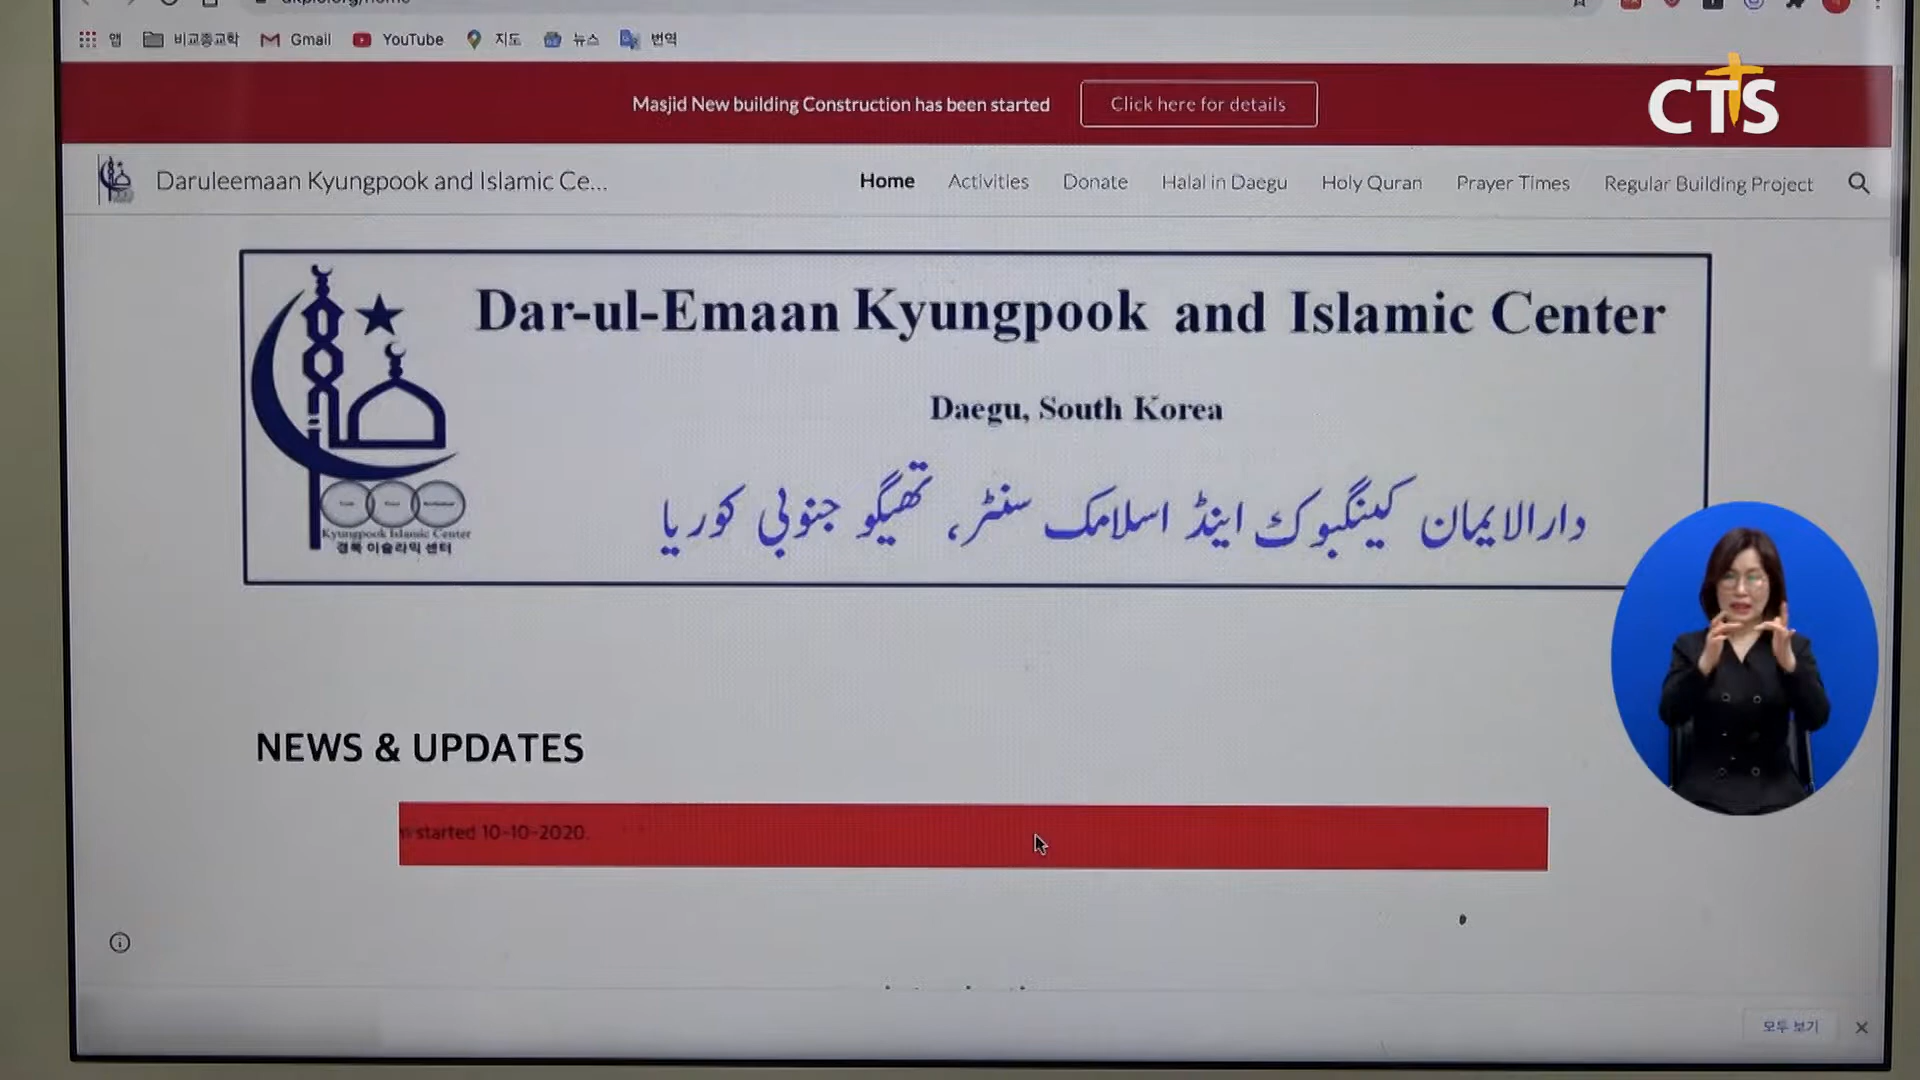 앱 비교종교학 Gmail YouTube 지도 뉴스 번역
Masjid New building Construction has been started Click here for details
CTS
Daruleemaan Kyungpook and Islamic Ce... Home Activities Donate Halal in Daegu Holy Quran Prayer Times Regular Building Project
Dar-ul-Emaan Kyungpook and Islamic Center
Daegu, South Korea
دارالایمان کینگپوک اینڈ اسلامک سنٹر، تھیگو جنوبی کوریا
Kyungpook Islamic Center
경북 이슬라믹 센터
NEWS & UPDATES
started 10-10-2020.
모두 보기